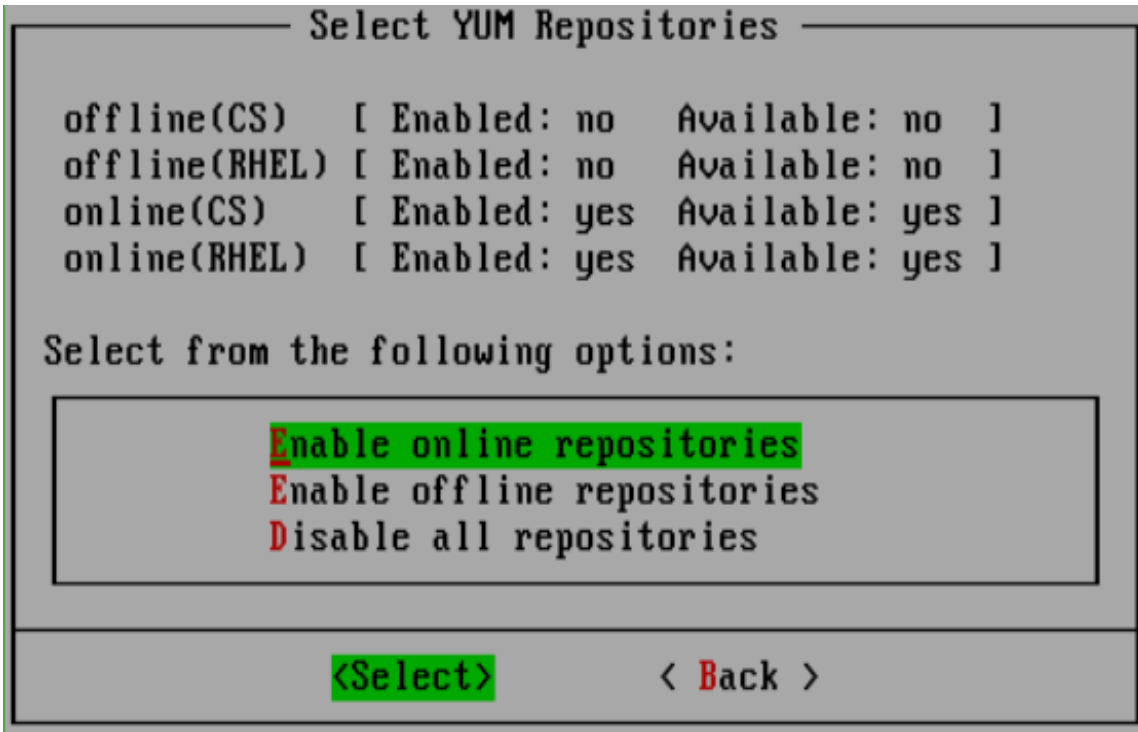 Select YUM Repositories
offline(CS) [ Enabled: no Available: no ]
offline(RHEL) [ Enabled: no Available: no ]
online(CS) [ Enabled: yes Available: yes ]
online(RHEL) [ Enabled: yes Available: yes ]
Select from the following options:
Enable online repositories
Enable offline repositories
Disable all repositories
<Select> < Back >